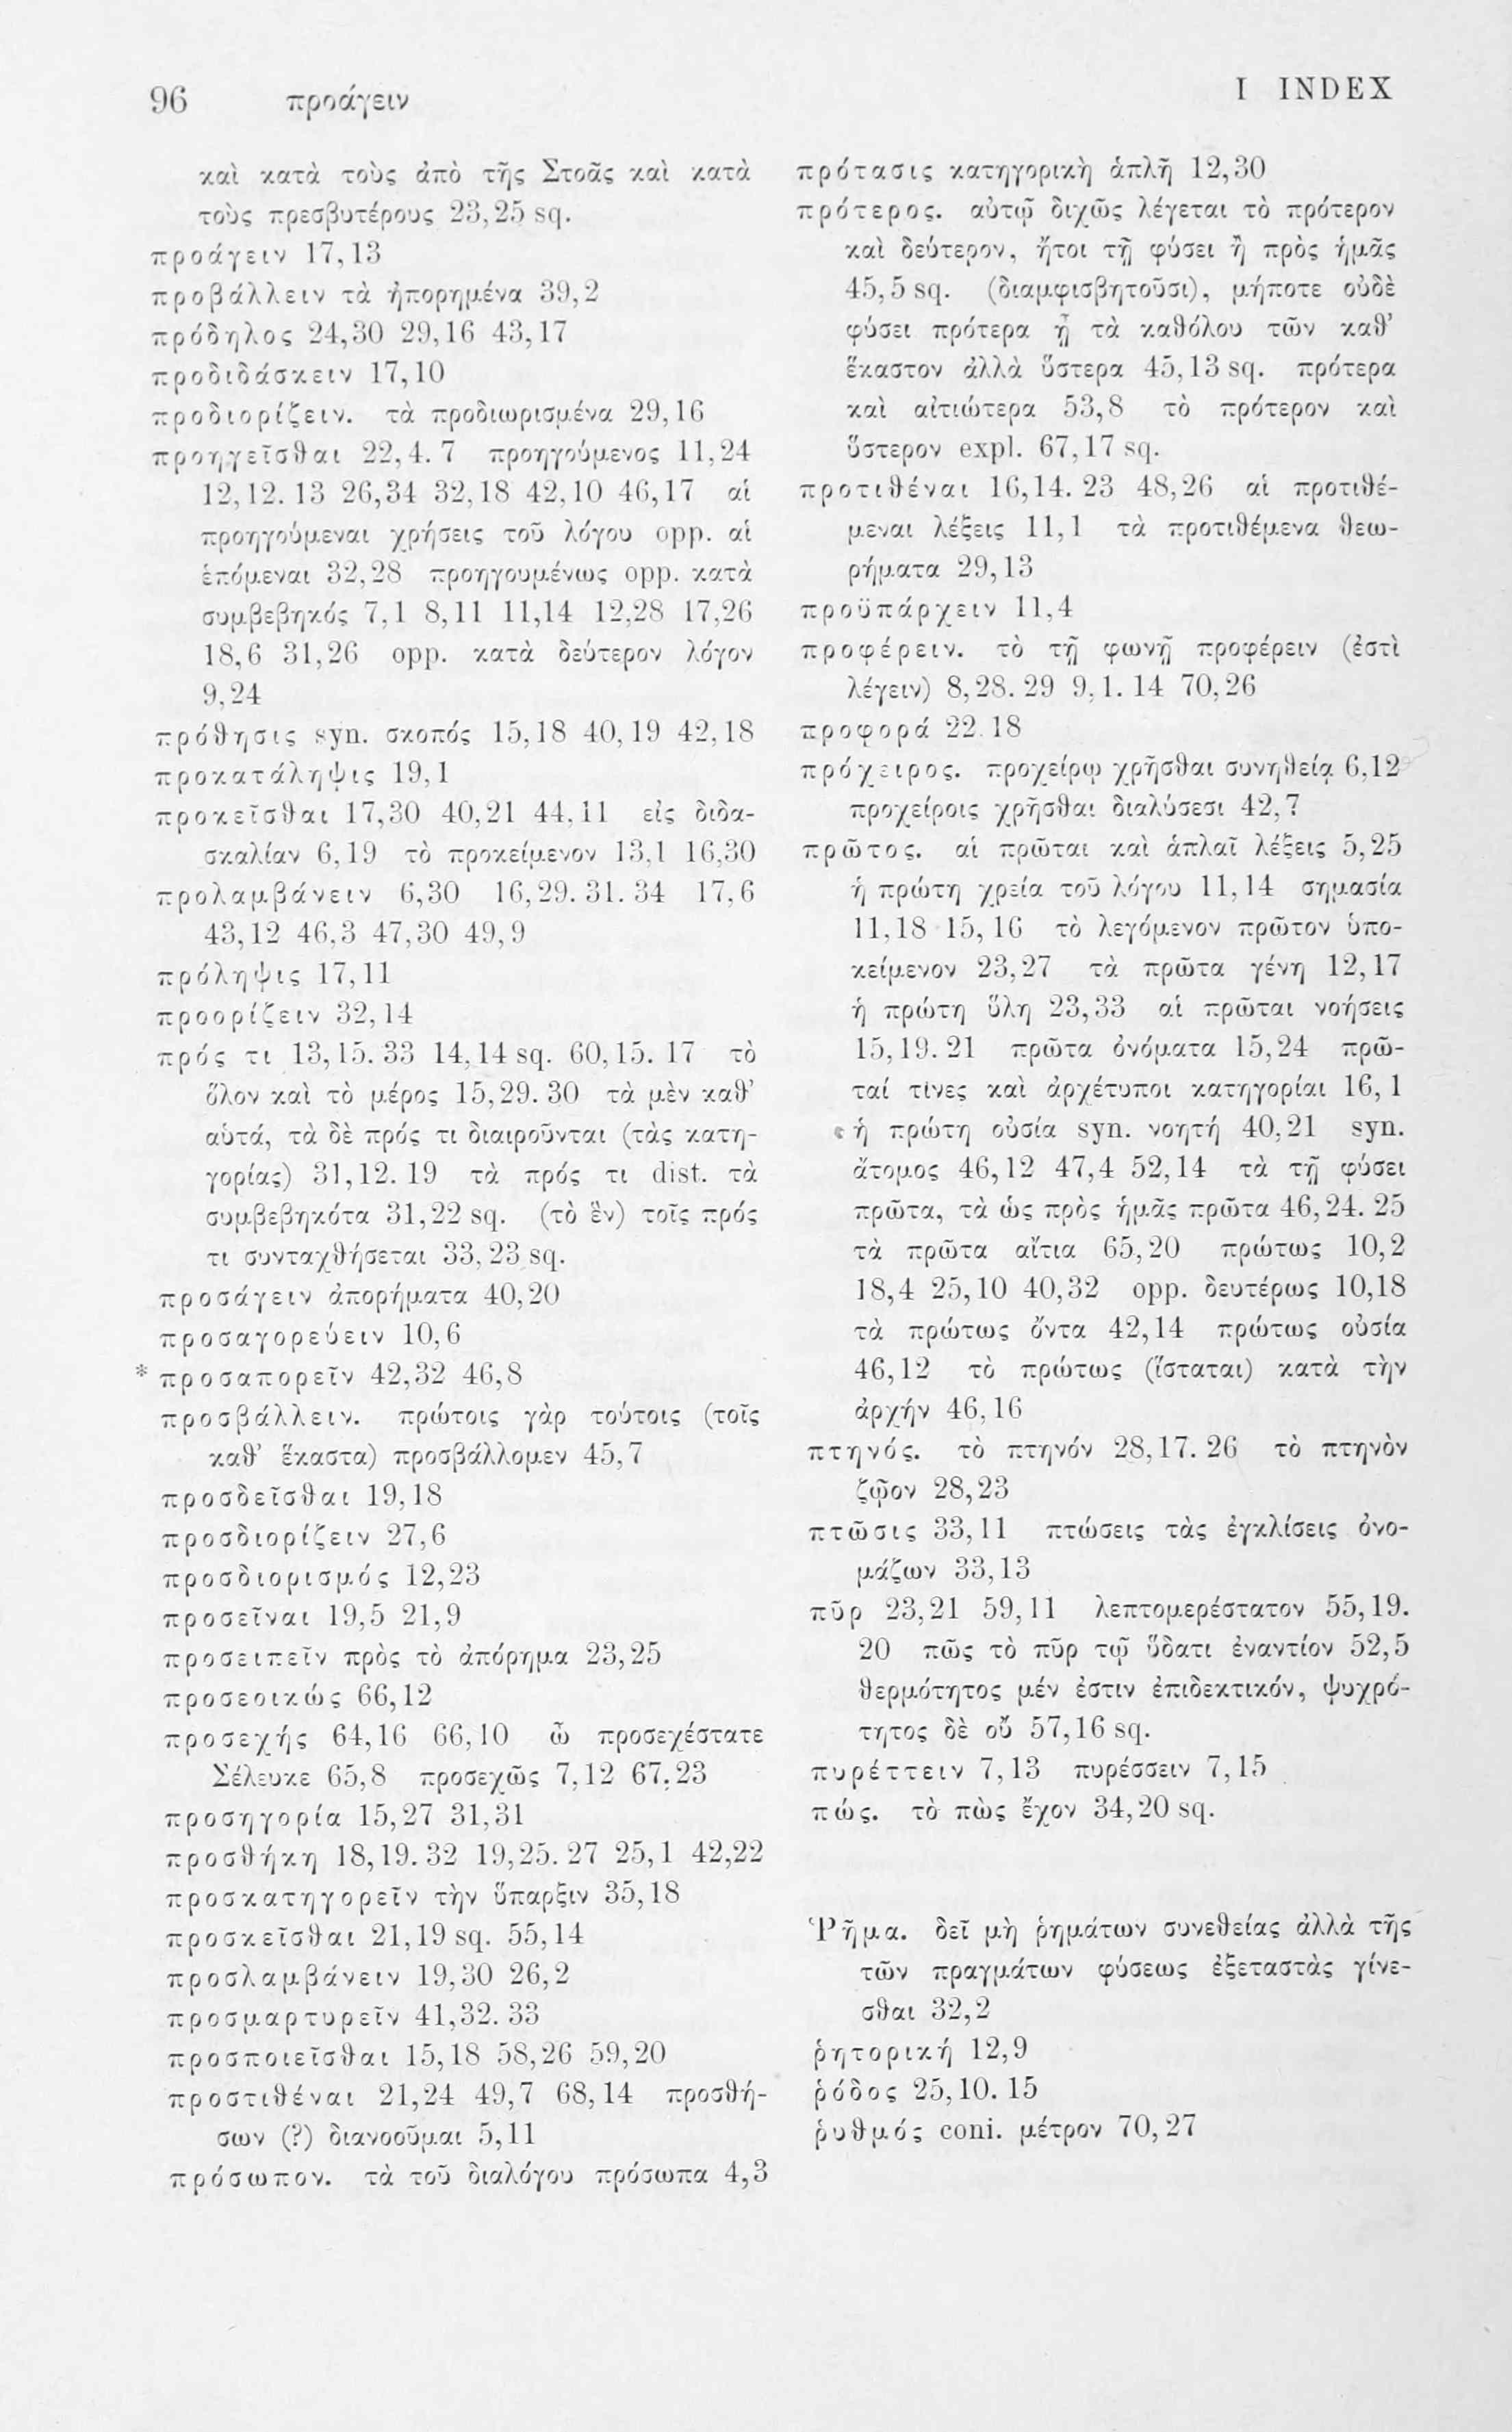 96 προάγειν
I INDEX
καὶ κατὰ τοὺς ἀπὸ τῆς Στοᾶς καὶ κατὰ
τοὺς πρεσβυτέρους 23,25 sq.
προάγειν 17,13
προβάλλειν τὰ ἠπορημένα 39,2
πρόδηλος 24,30 29,16 43,17
προδιδάσκειν 17,10
προδιορίζειν. τὰ προδιωρισμένα 29,16
προηγεῖσθαι 22,4. 7 προηγούμενος 11,24
12,12. 13 26,34 32,18 42,10 46,17 αἱ
προηγούμεναι χρήσεις τοῦ λόγου opp. αἱ
ἑπόμεναι 32,28 προηγουμένως opp. κατὰ
συμβεβηκός 7,1 8,11 11,14 12,28 17,26
18,6 31,26 opp. κατὰ δεύτερον λόγον
9,24
πρόθησις syn. σκοπός 15,18 40,19 42,18
προκατάληψις 19,1
προκεῖσθαι 17,30 40,21 44,11 εἰς διδα-
σκαλίαν 6,19 τὸ προκείμενον 13,1 16,30
προλαμβάνειν 6,30 16,29. 31. 34 17,6
43,12 46,3 47,30 49,9
πρόληψις 17,11
προορίζειν 32,14
πρός τι 13,15. 33 14,14 sq. 60,15. 17 τὸ
ὅλον καὶ τὸ μέρος 15,29. 30 τὰ μὲν καθ’
αὑτά, τὰ δὲ πρός τι διαιροῦνται (τὰς κατη-
γορίας) 31,12. 19 τὰ πρός τι dist. τὰ
συμβεβηκότα 31,22 sq. (τὸ ἓν) τοῖς πρός
τι συνταχθήσεται 33,23 sq.
προσάγειν ἀπορήματα 40,20
προσαγορεύειν 10,6
* προσαπορεῖν 42,32 46,8
προσβάλλειν. πρώτοις γὰρ τούτοις (τοῖς
καθ’ ἕκαστα) προσβάλλομεν 45,7
προσδεῖσθαι 19,18
προσδιορίζειν 27,6
προσδιορισμός 12,23
προσεῖναι 19,5 21,9
προσειπεῖν πρὸς τὸ ἀπόρημα 23,25
προσεοικώς 66,12
προσεχής 64,16 66,10 ὦ προσεχέστατε
Σέλευκε 65,8 προσεχῶς 7,12 67,23
προσηγορία 15,27 31,31
προσθήκη 18,19. 32 19,25. 27 25,1 42,22
προσκατηγορεῖν τὴν ὕπαρξιν 35,18
προσκεῖσθαι 21,19 sq. 55,14
προσλαμβάνειν 19,30 26,2
προσμαρτυρεῖν 41,32. 33
προσποιεῖσθαι 15,18 58,26 59,20
προστιθέναι 21,24 49,7 68,14 προσθή-
σων (?) διανοοῦμαι 5,11
πρόσωπον. τὰ τοῦ διαλόγου πρόσωπα 4,3
πρότασις κατηγορικὴ ἁπλῆ 12,30
πρότερος. αὐτῷ διχῶς λέγεται τὸ πρότερον
καὶ δεύτερον, ἤτοι τῇ φύσει ἢ πρὸς ἡμᾶς
45,5 sq. (διαμφισβητοῦσι), μήποτε οὐδὲ
φύσει πρότερα ᾖ τὰ καθόλου τῶν καθ’
ἕκαστον ἀλλὰ ὕστερα 45,13 sq. πρότερα
καὶ αἰτιώτερα 53,8 τὸ πρότερον καὶ
ὕστερον expl. 67,17 sq.
προτιθέναι 16,14. 23 48,26 αἱ προτιθέ-
μεναι λέξεις 11,1 τὰ προτιθέμενα θεω-
ρήματα 29,13
προϋπάρχειν 11,4
προφέρειν. τὸ τῇ φωνῇ προφέρειν (ἐστὶ
λέγειν) 8,28. 29 9,1. 14 70,26
προφορά 22,18
πρόχειρος. προχείρῳ χρῆσθαι συνηθείᾳ 6,12
προχείροις χρῆσθαι διαλύσεσι 42,7
πρῶτος. αἱ πρῶται καὶ ἁπλαῖ λέξεις 5,25
ἡ πρώτη χρεία τοῦ λόγου 11,14 σημασία
11,18 15,16 τὸ λεγόμενον πρῶτον ὑπο-
κείμενον 23,27 τὰ πρῶτα γένη 12,17
ἡ πρώτη ὕλη 23,33 αἱ πρῶται νοήσεις
15,19. 21 πρῶτα ὀνόματα 15,24 πρῶ-
ταί τινες καὶ ἀρχέτυποι κατηγορίαι 16,1
ἡ πρώτη οὐσία syn. νοητή 40,21 syn.
ἄτομος 46,12 47,4 52,14 τὰ τῇ φύσει
πρῶτα, τὰ ὡς πρὸς ἡμᾶς πρῶτα 46,24. 25
τὰ πρῶτα αἴτια 65,20 πρώτως 10,2
18,4 25,10 40,32 opp. δευτέρως 10,18
τὰ πρώτως ὄντα 42,14 πρώτως οὐσία
46,12 τὸ πρώτως (ἵσταται) κατὰ τὴν
ἀρχήν 46,16
πτηνός. τὸ πτηνόν 28,17. 26 τὸ πτηνὸν
ζῷον 28,23
πτῶσις 33,11 πτώσεις τὰς ἐγκλίσεις ὀνο-
μάζων 33,13
πῦρ 23,21 59,11 λεπτομερέστατον 55,19.
20 πῶς τὸ πῦρ τῷ ὕδατι ἐναντίον 52,5
θερμότητος μέν ἐστιν ἐπιδεκτικόν, ψυχρό-
τητος δὲ οὔ 57,16 sq.
πυρέττειν 7,13 πυρέσσειν 7,15
πώς. τὸ πὼς ἔχον 34,20 sq.
Ῥῆμα. δεῖ μὴ ῥημάτων συνεθείας ἀλλὰ τῆς
τῶν πραγμάτων φύσεως ἐξεταστὰς γίνε-
σθαι 32,2
ῥητορική 12,9
ῥόδος 25,10. 15
ῥυθμός coni. μέτρον 70,27